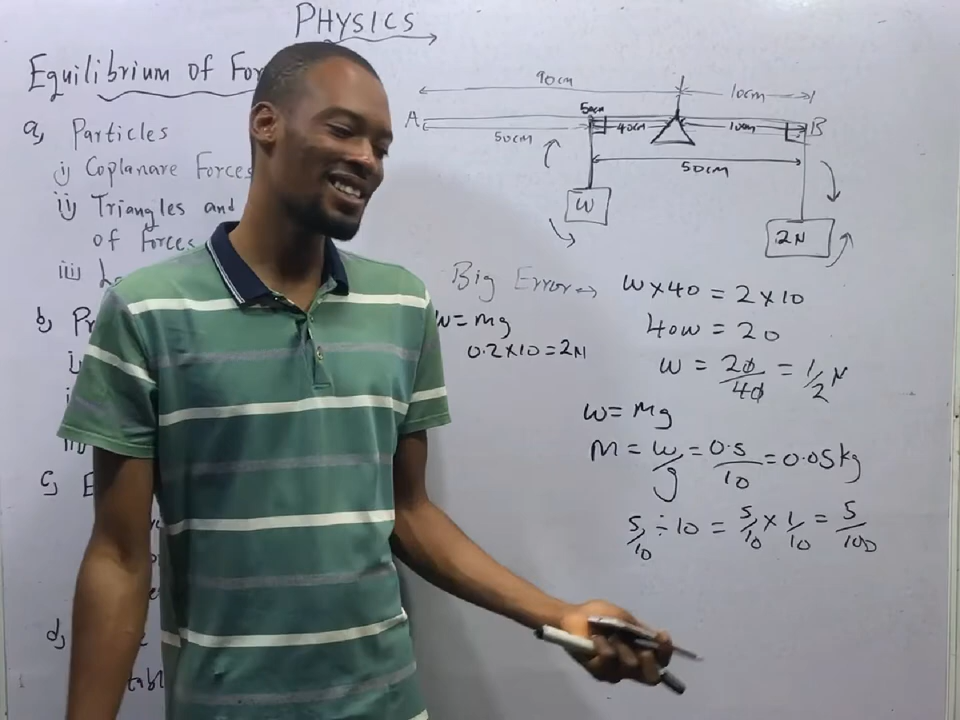 PHYSICS
Equilibrium of For
a, Particles
i) Coplanare Forces
ii) Triangles and
of Forces
iii)
b,
i
c,
d,
tabl
90cm
10cm
A
50cm
40cm
10cm
B
50cm
50cm
W
2N
Big Error
W = mg
0.2 x 10 = 2N
W x 40 = 2 x 10
40W = 20
W = 20/40 = 1/2 N
W = mg
M = W/g = 0.5/10 = 0.05kg
5/10 ÷ 10 = 5/10 x 1/10 = 5/100